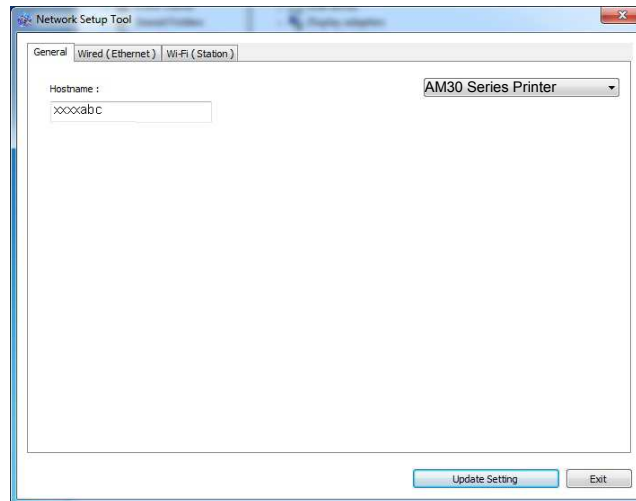 Network Setup Tool
General Wired ( Ethernet ) Wi-Fi ( Station )
Hostname : AM30 Series Printer
xxxxabc
Update Setting Exit